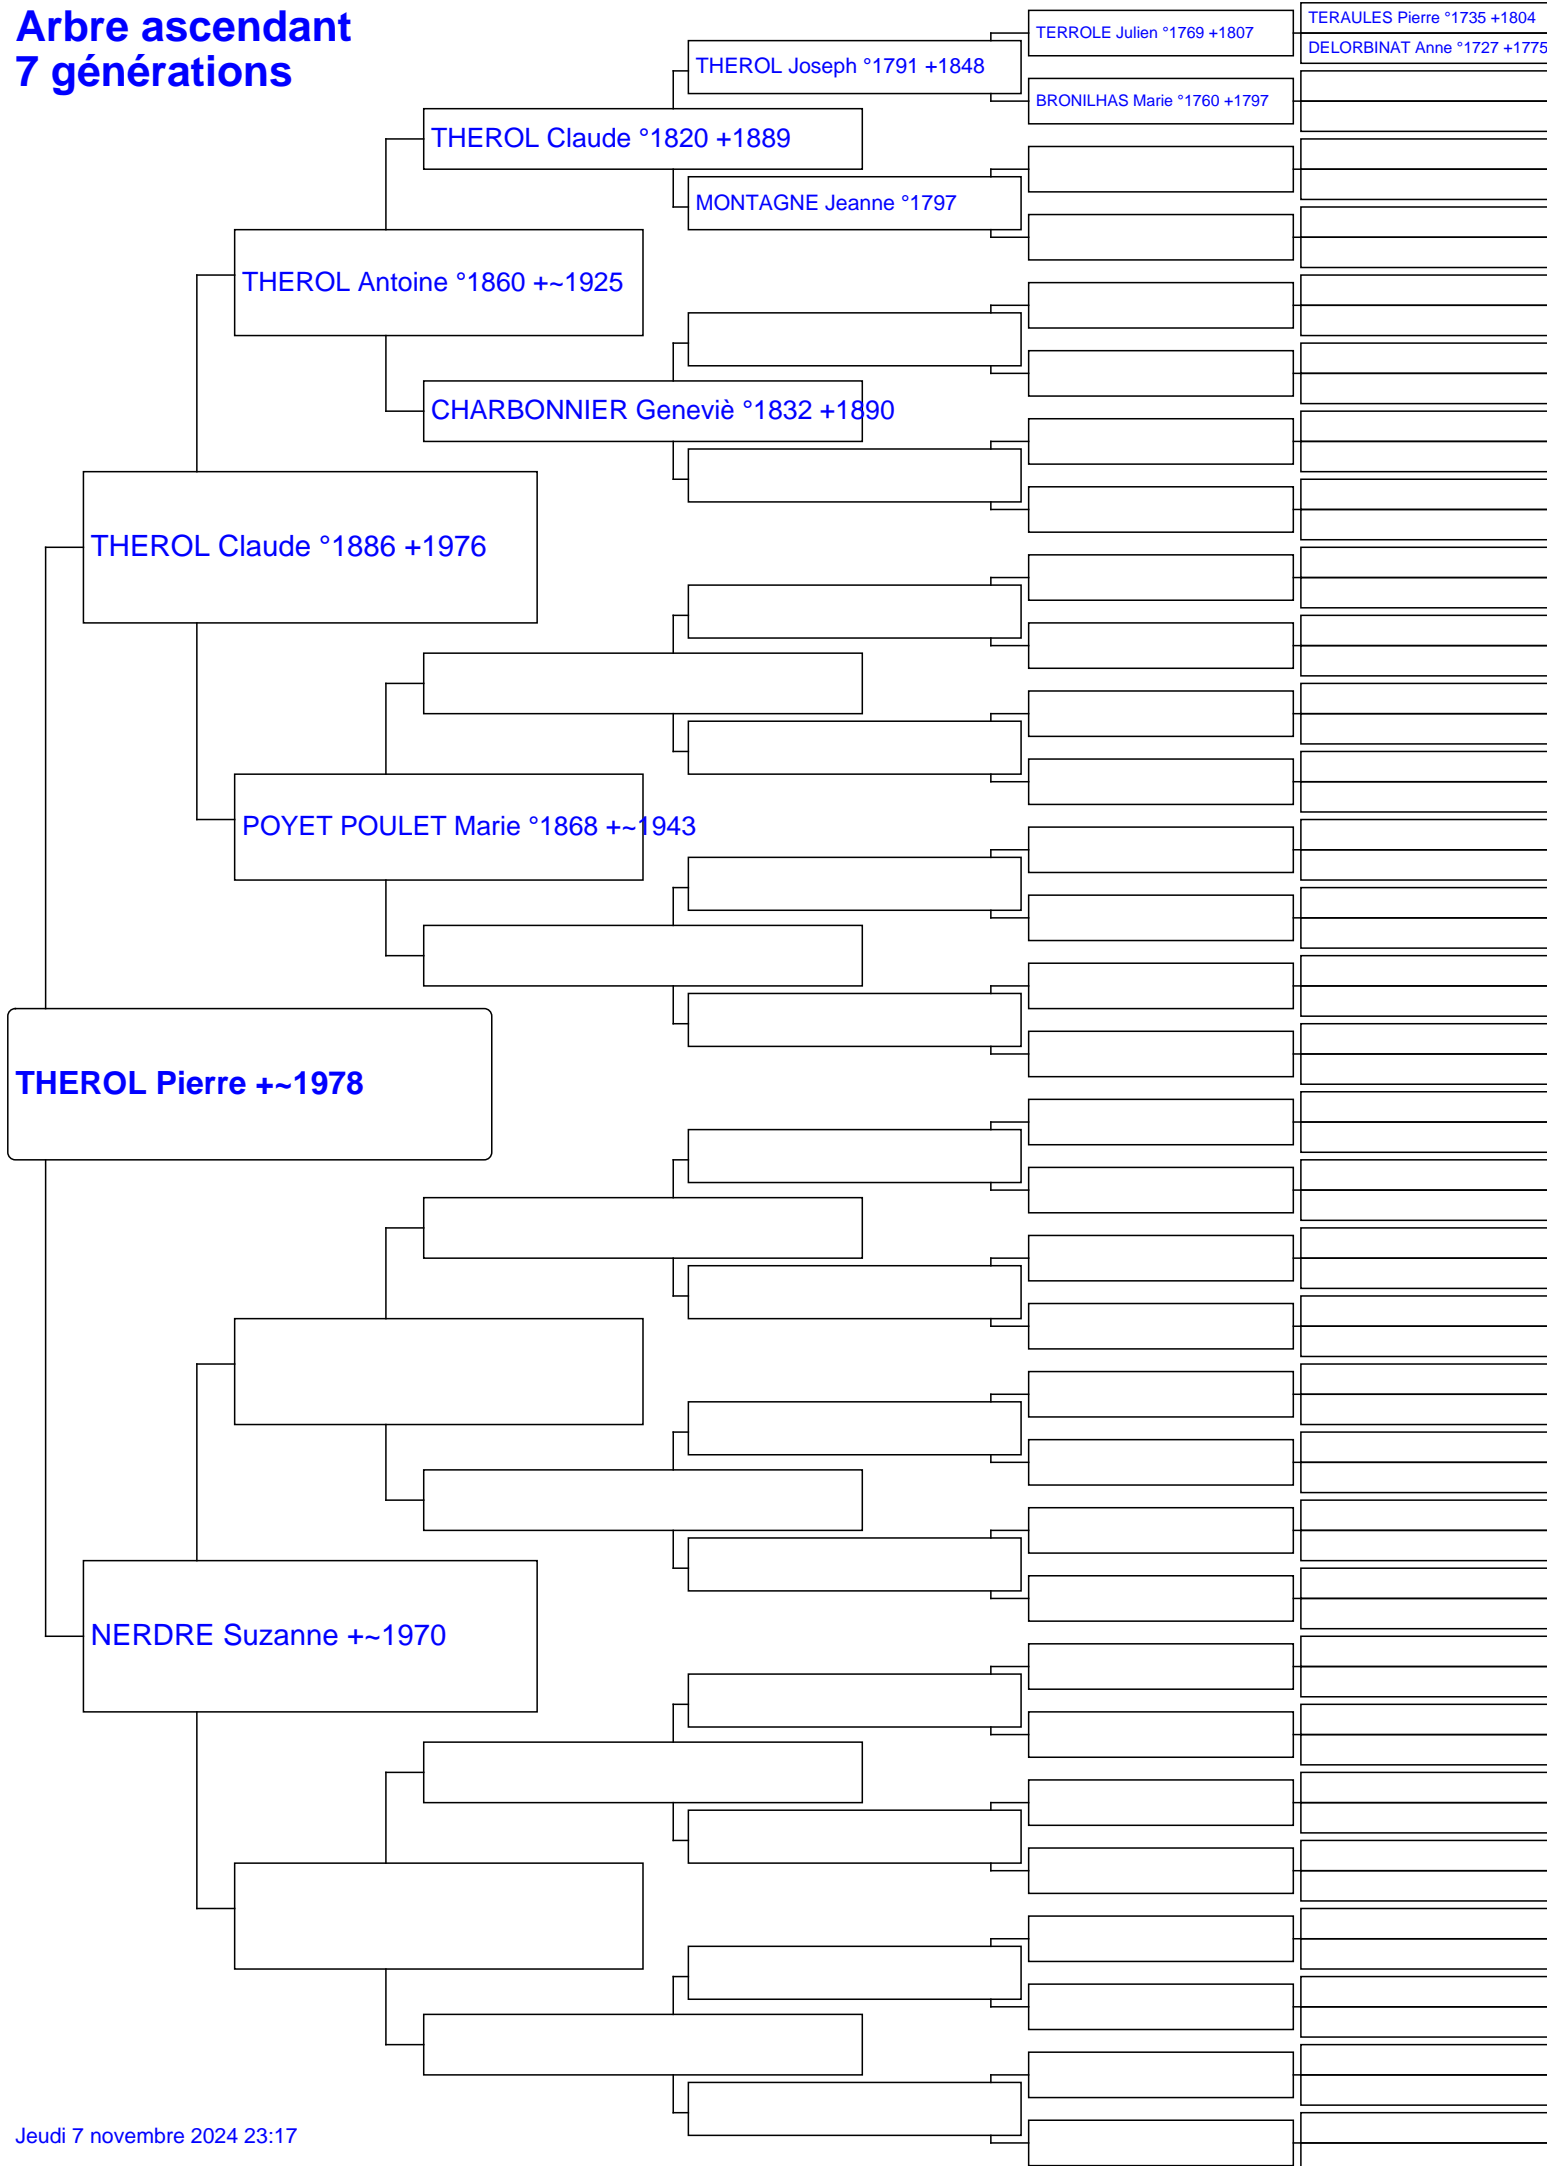 Arbre ascendant
7 générations
TERROLE Julien °1769 +1807
TERAULES Pierre °1735 +1804
DELORBINAT Anne °1727 +1775
THEROL Joseph °1791 +1848
BRONILHAS Marie °1760 +1797
THEROL Claude °1820 +1889
MONTAGNE Jeanne °1797
THEROL Antoine °1860 +~1925
CHARBONNIER Geneviè °1832 +1890
THEROL Claude °1886 +1976
POYET POULET Marie °1868 +~1943
THEROL Pierre +~1978
NERDRE Suzanne +~1970
Jeudi 7 novembre 2024 23:17